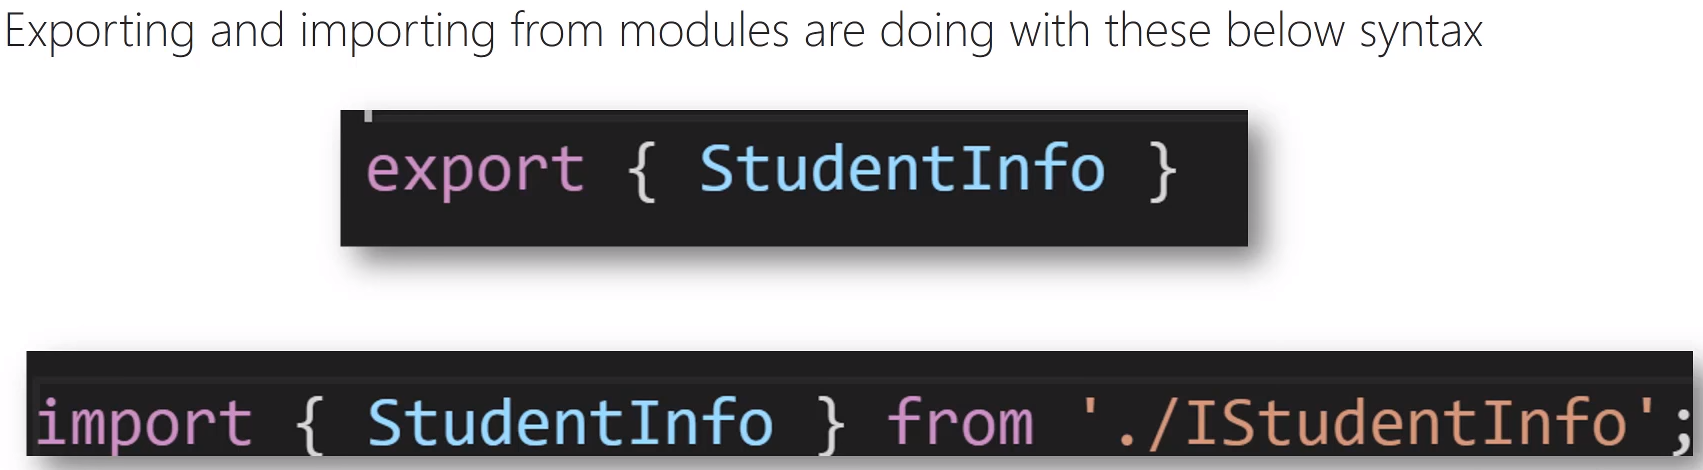 Exporting and importing from modules are doing with these below syntax
export { StudentInfo }
import { StudentInfo } from './IStudentInfo';